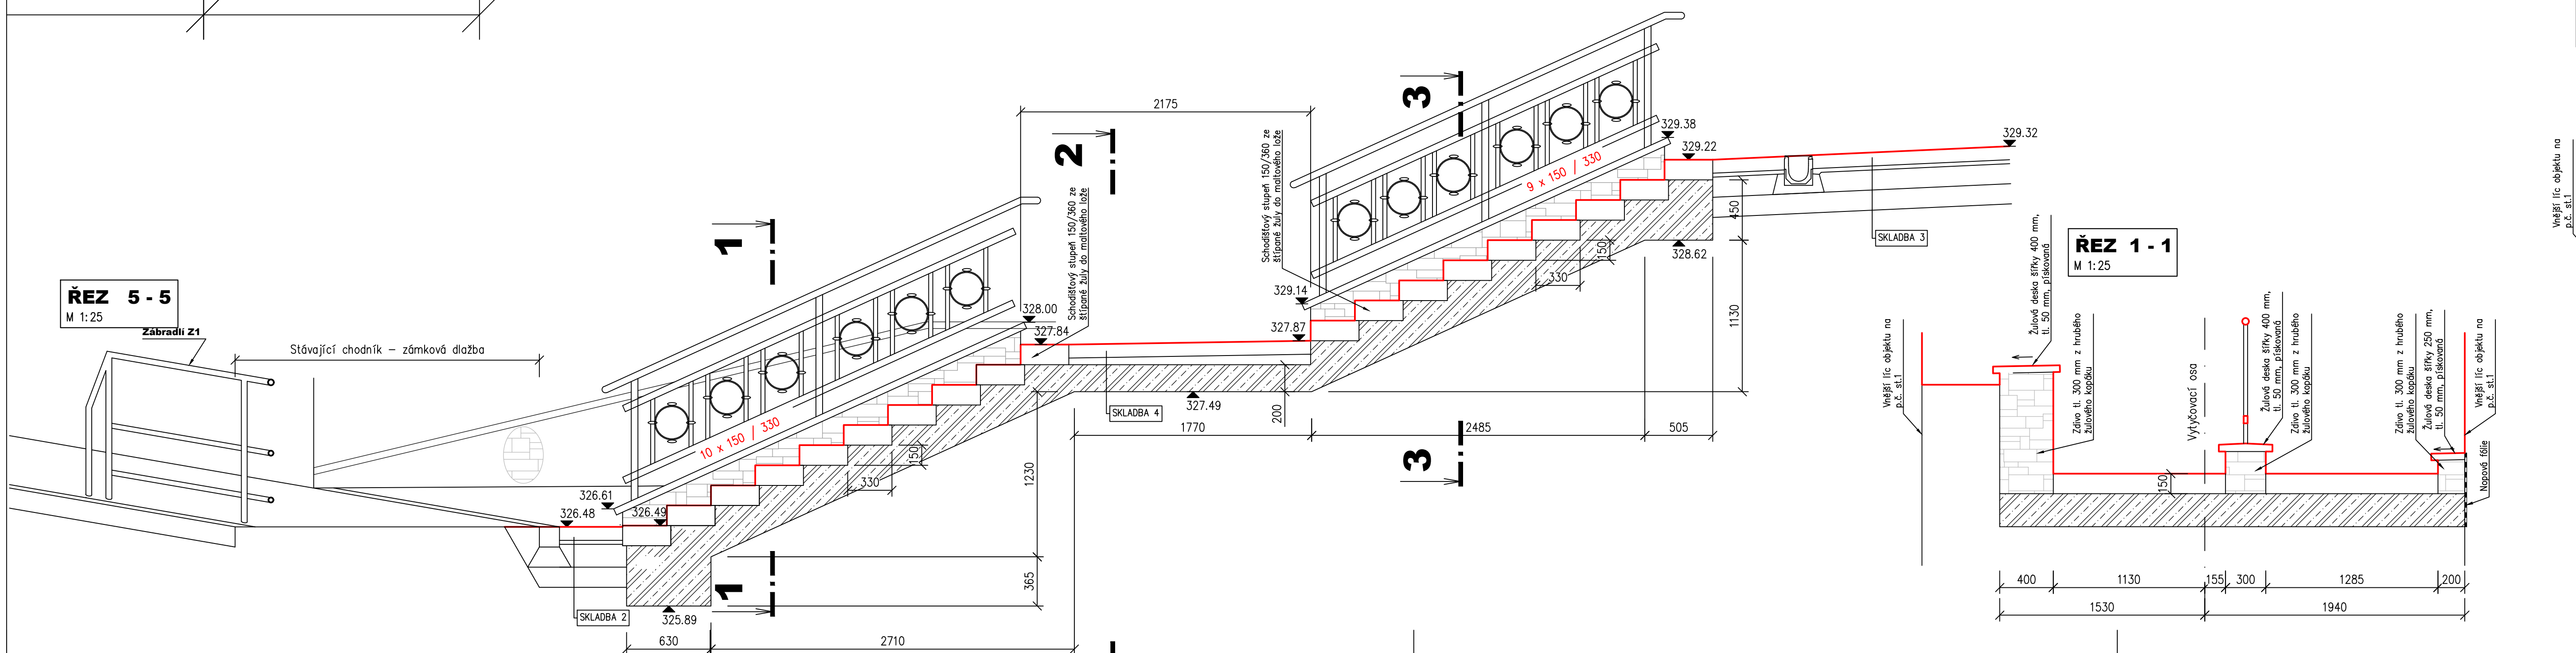 ŘEZ 5 - 5
M 1:25
Zábradlí Z1
Stávající chodník – zámková dlažba
326.61
326.48
326.49
SKLADBA 2
325.89
630
2710
365
1230
1
1
10 x 150 / 330
150
330
328.00
327.84
Schodišťový stupeň 150/360 ze
štípané žuly do maltového lože
2
2175
SKLADBA 4
327.49
327.87
200
1770
2485
505
329.14
Schodišťový stupeň 150/360 ze
štípané žuly do maltového lože
3
3
9 x 150 / 330
150
330
329.38
329.22
329.32
450
328.62
1130
SKLADBA 3
ŘEZ 1 - 1
M 1:25
Vnější líc objektu na
p.č. st.1
Žulová deska šířky 400 mm,
tl. 50 mm, pískovaná
Zdivo tl. 300 mm z hrubého
žulového kopáku
Vytyčovací osa
Žulová deska šířky 400 mm,
tl. 50 mm, pískovaná
Zdivo tl. 300 mm z hrubého
žulového kopáku
Zdivo tl. 300 mm z hrubého
žulového kopáku
Žulová deska šířky 250 mm,
tl. 50 mm, pískovaná
Vnější líc objektu na
p.č. st.1
Nopová fólie
150
400
1130
155
300
1285
200
1530
1940
Vnější líc objektu na
p.č. st.1